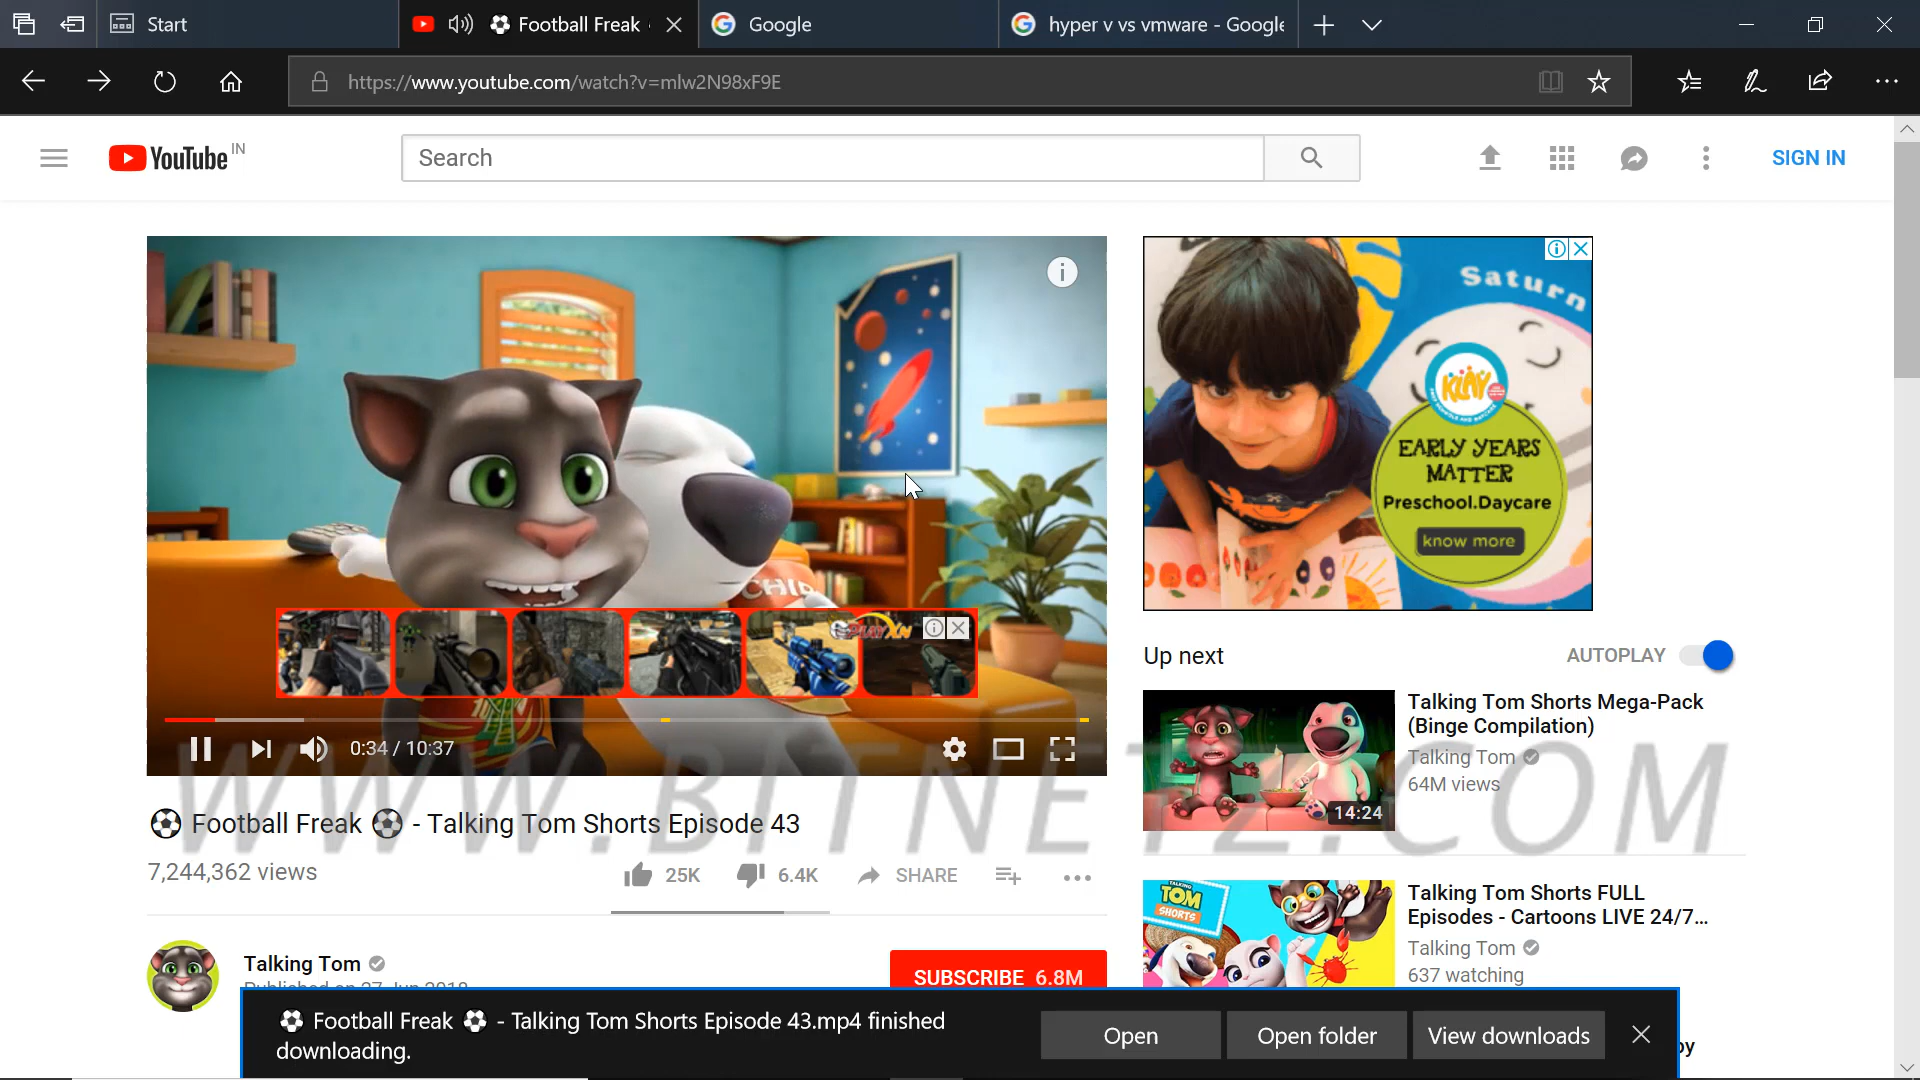 Start
Football Freak
Google
hyper v vs vmware - Google
https://www.youtube.com/watch?v=mlw2N98xF9E
YouTube IN
Search
SIGN IN
CHIP
PLAYXN
0:34 / 10:37
Saturn
KLAY
EARLY YEARS
MATTER
Preschool.Daycare
know more
Up next
AUTOPLAY
Talking Tom Shorts Mega-Pack
(Binge Compilation)
Talking Tom
64M views
14:24
WWW.BITNETZ.COM
Football Freak - Talking Tom Shorts Episode 43
7,244,362 views
25K
6.4K
SHARE
TALKING
TOM
SHORTS
Talking Tom Shorts FULL
Episodes - Cartoons LIVE 24/7...
Talking Tom
637 watching
Talking Tom
SUBSCRIBE 6.8M
Football Freak - Talking Tom Shorts Episode 43.mp4 finished
downloading.
Open
Open folder
View downloads